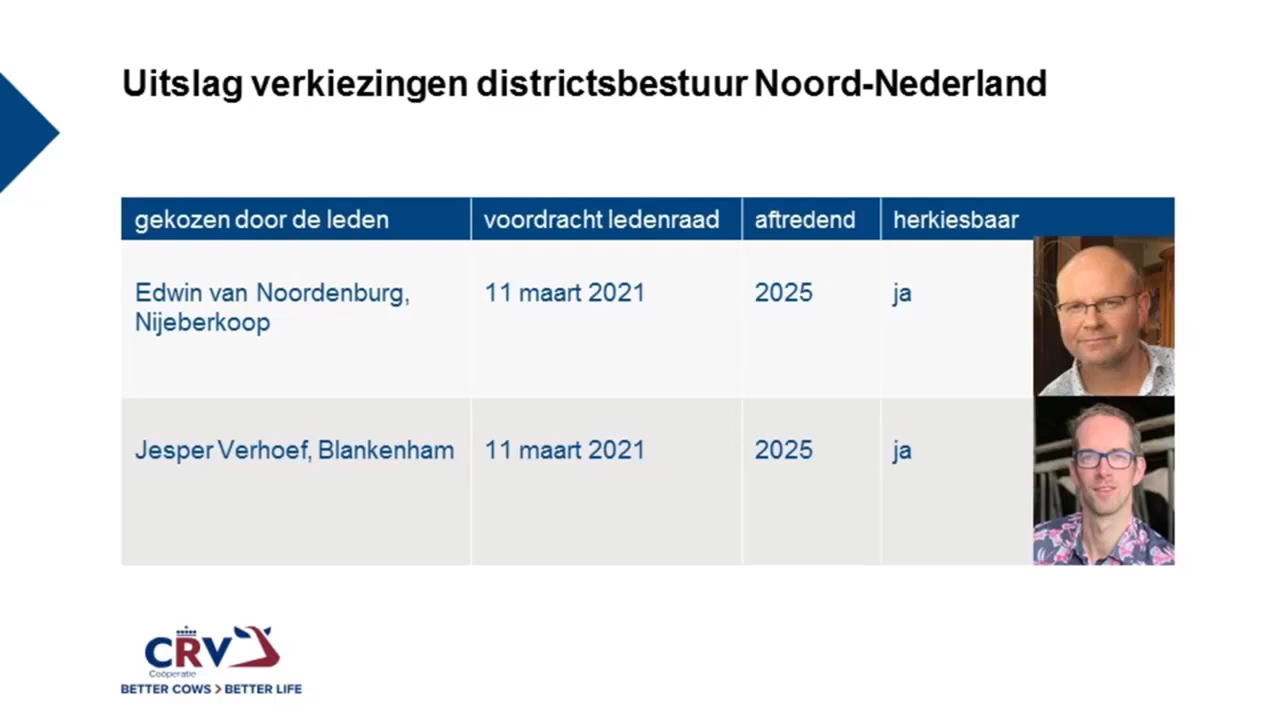 Uitslag verkiezingen districtsbestuur Noord-Nederland
gekozen door de leden voordracht ledenraad aftredend herkiesbaar
Edwin van Noordenburg, 11 maart 2021 2025 ja
Nijeberkoop
Jesper Verhoef, Blankenham 11 maart 2021 2025 ja
CRV
Coöperatie
BETTER COWS > BETTER LIFE